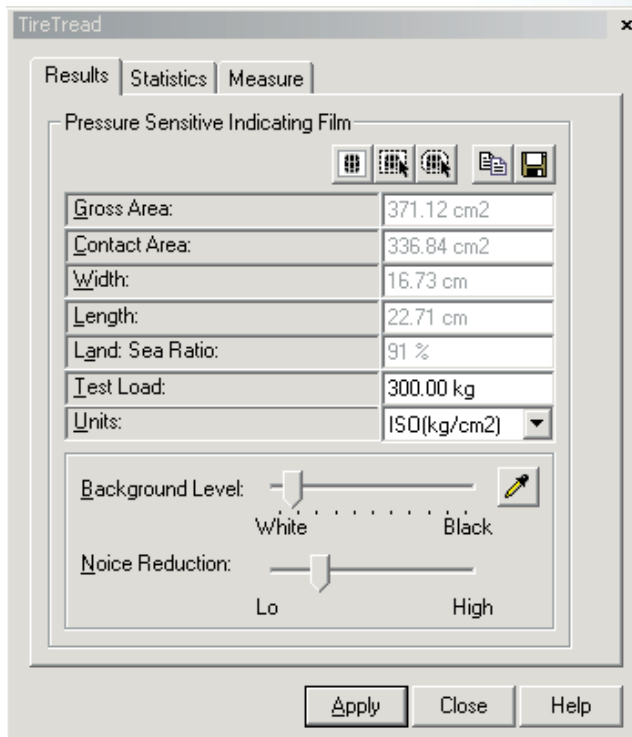 TireTread
Results Statistics Measure
Pressure Sensitive Indicating Film
Gross Area: 371.12 cm2
Contact Area: 336.84 cm2
Width: 16.73 cm
Length: 22.71 cm
Land: Sea Ratio: 91 %
Test Load: 300.00 kg
Units: ISO(kg/cm2)
Background Level:
White Black
Noice Reduction:
Lo High
Apply Close Help